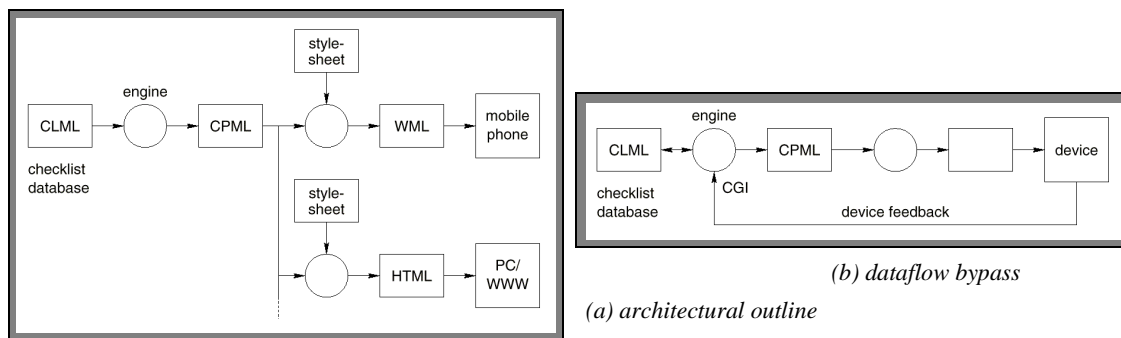 style-
sheet
engine
CLML
CPML
WML
mobile
phone
checklist
database
style-
sheet
HTML
PC/
WWW
engine
CLML
CPML
device
CGI
checklist
database
device feedback
(b) dataflow bypass
(a) architectural outline